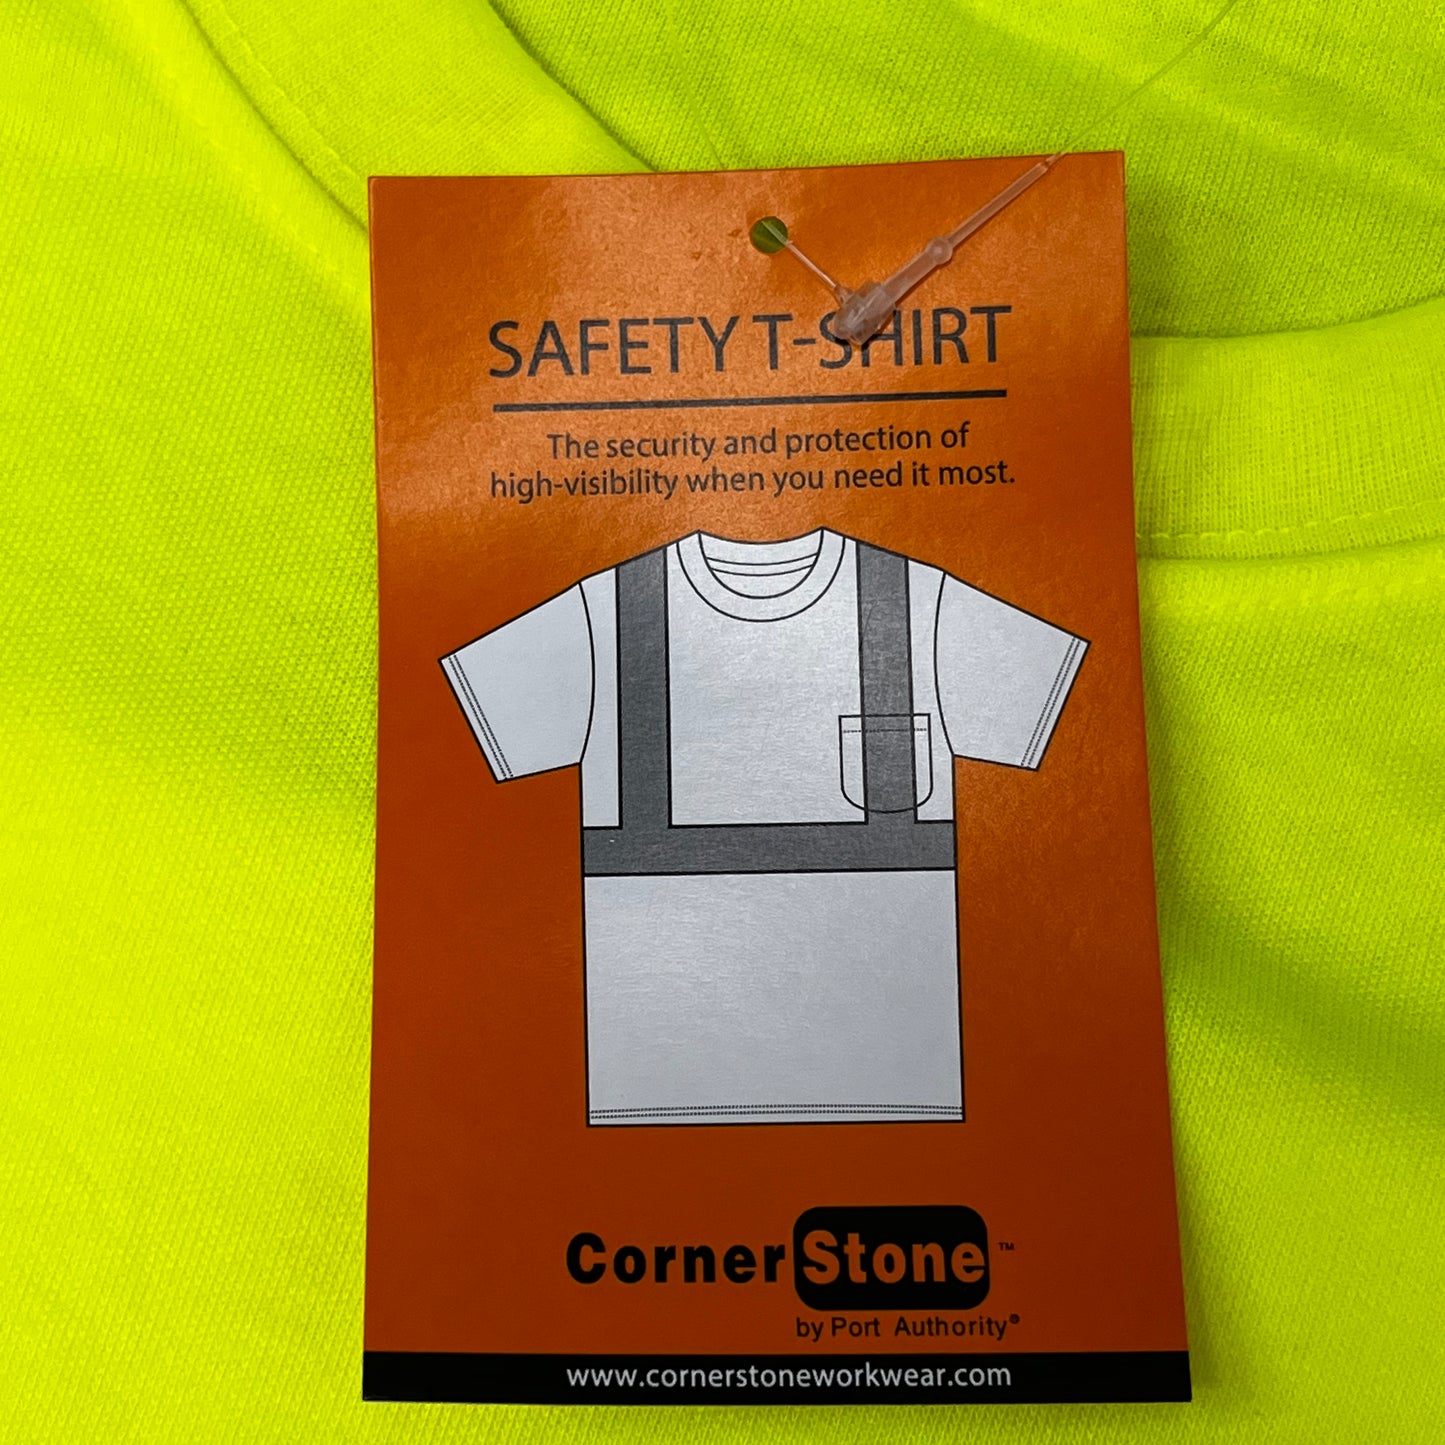 SAFETY T-SHIRT
The security and protection of
high-visibility when you need it most.
CornerStone™
by Port Authority®
www.cornerstoneworkwear.com